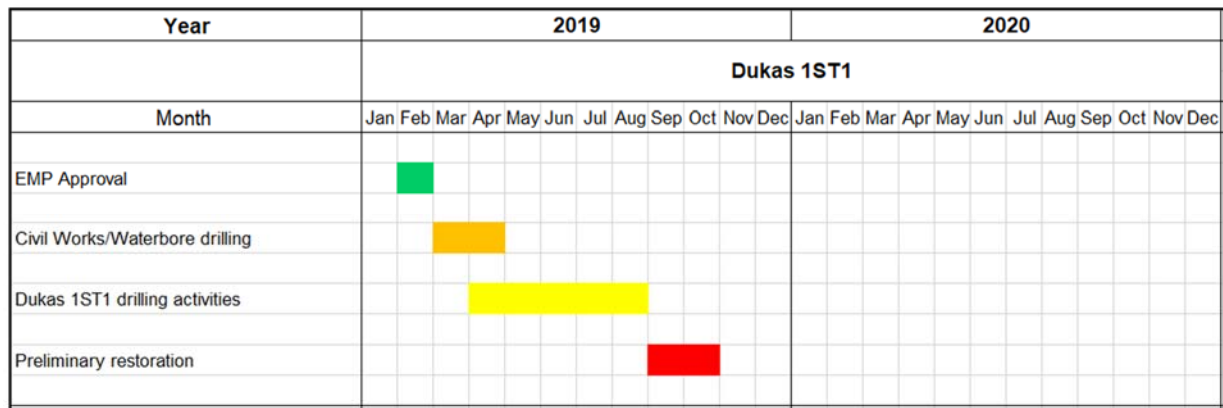 Year 2019 2020
Dukas 1ST1
Month Jan Feb Mar Apr May Jun Jul Aug Sep Oct Nov Dec Jan Feb Mar Apr May Jun Jul Aug Sep Oct Nov Dec
EMP Approval
Civil Works/Waterbore drilling
Dukas 1ST1 drilling activities
Preliminary restoration